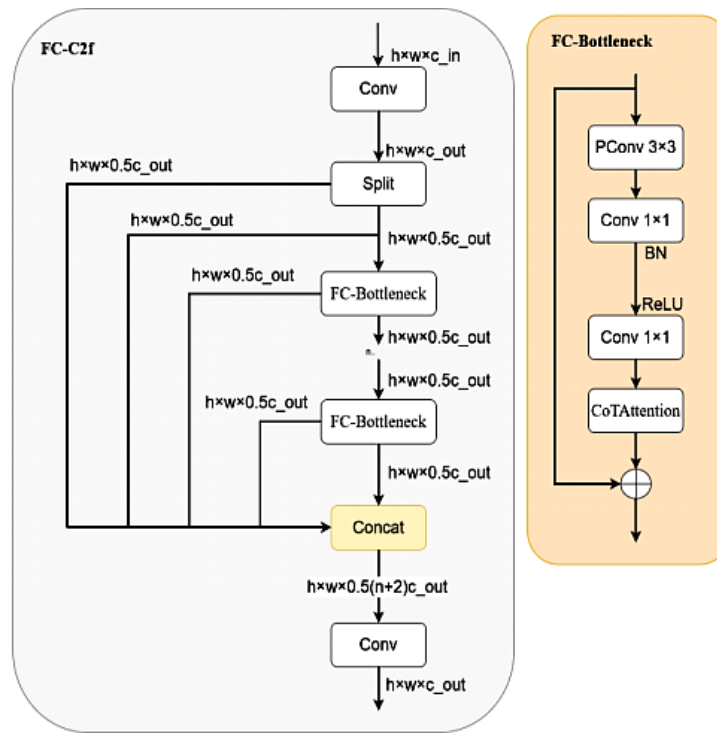 FC-C2f
h×w×c_in
Conv
h×w×c_out
h×w×0.5c_out
Split
h×w×0.5c_out
h×w×0.5c_out
h×w×0.5c_out
FC-Bottleneck
h×w×0.5c_out
n..
h×w×0.5c_out
h×w×0.5c_out
FC-Bottleneck
h×w×0.5c_out
Concat
h×w×0.5(n+2)c_out
Conv
h×w×c_out
FC-Bottleneck
PConv 3×3
Conv 1×1
BN
ReLU
Conv 1×1
CoTAttention